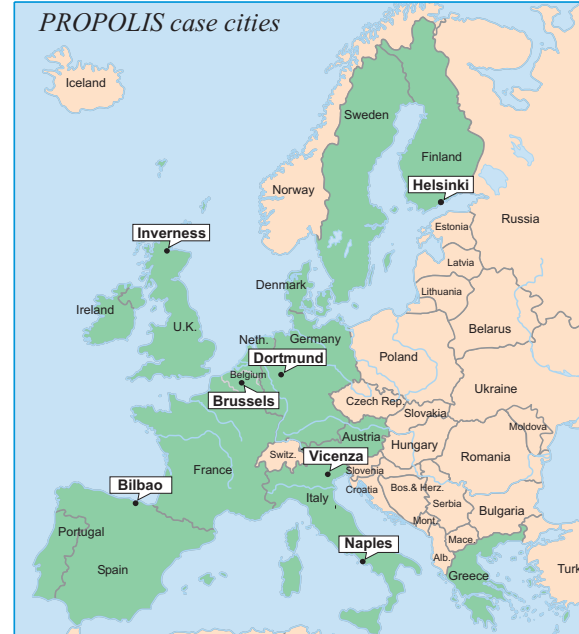 PROPOLIS case cities
Iceland
Sweden
Finland
Norway
Helsinki
Russia
Estonia
Inverness
Latvia
Denmark
Lithuania
Ireland
U.K.
Neth.
Germany
Belarus
Dortmund
Poland
Belgium
Brussels
Ukraine
Czech Rep.
Slovakia
Moldova
Austria
Hungary
Switz.
Vicenza
Romania
France
Slovenia
Bilbao
Italy
Croatia
Bos.& Herz.
Serbia
Bulgaria
Portugal
Mont.
Naples
Mace.
Alb.
Spain
Greece
Turk